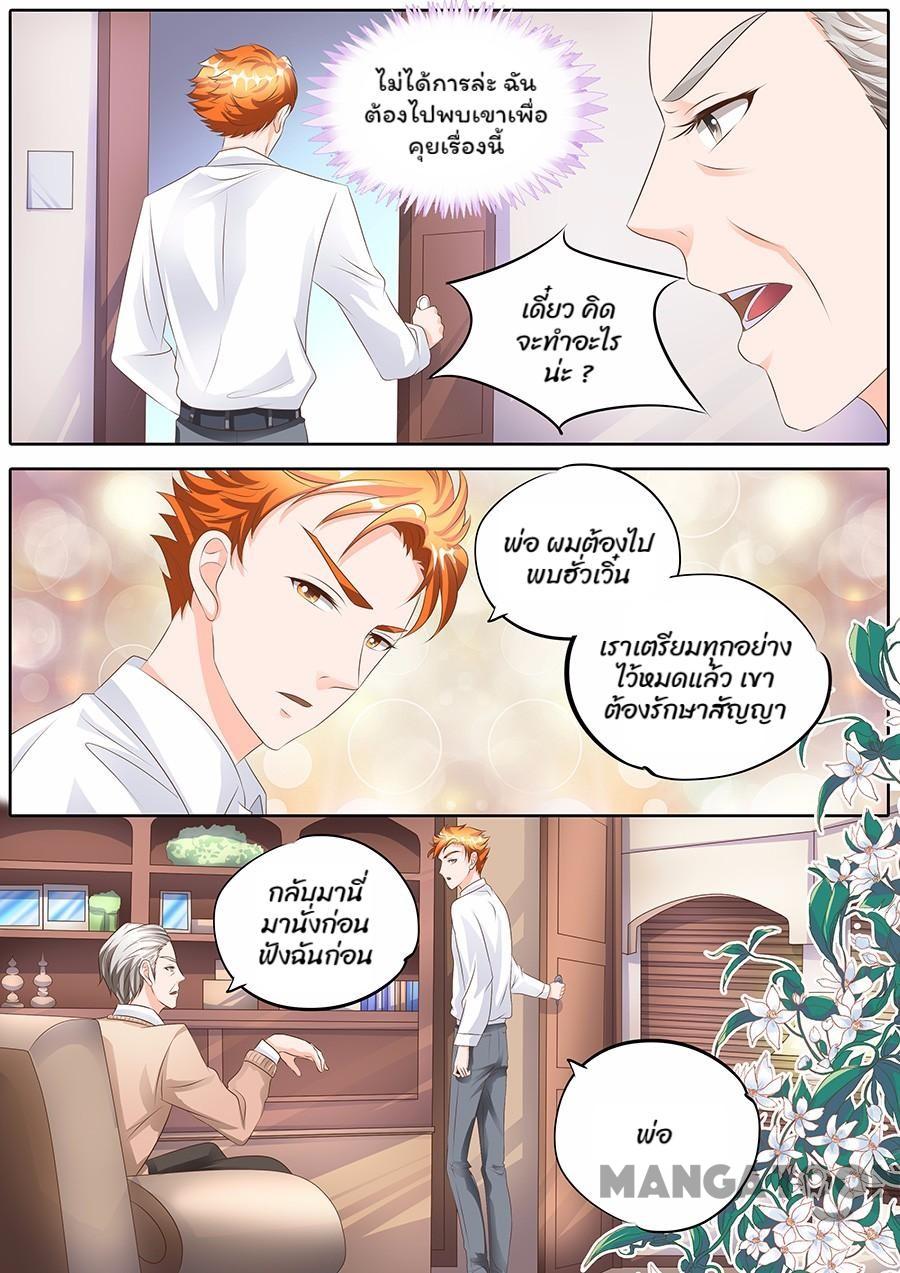 ไม่ได้การล่ะ ฉัน
ต้องไปพบเขาเพื่อ
คุยเรื่องนี้
เดี๋ยว คิด
จะทำอะไร
น่ะ ?
พ่อ ผมต้องไป
พบฮั่วเวิ๋น
เราเตรียมทุกอย่าง
ไว้หมดแล้ว เขา
ต้องรักษาสัญญา
กลับมานี่
มานั่งก่อน
ฟังฉันก่อน
พ่อ